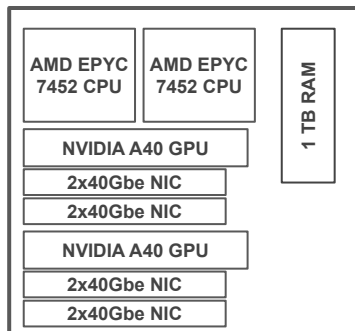 AMD EPYC
7452 CPU
AMD EPYC
7452 CPU
1 TB RAM
NVIDIA A40 GPU
2x40Gbe NIC
2x40Gbe NIC
NVIDIA A40 GPU
2x40Gbe NIC
2x40Gbe NIC